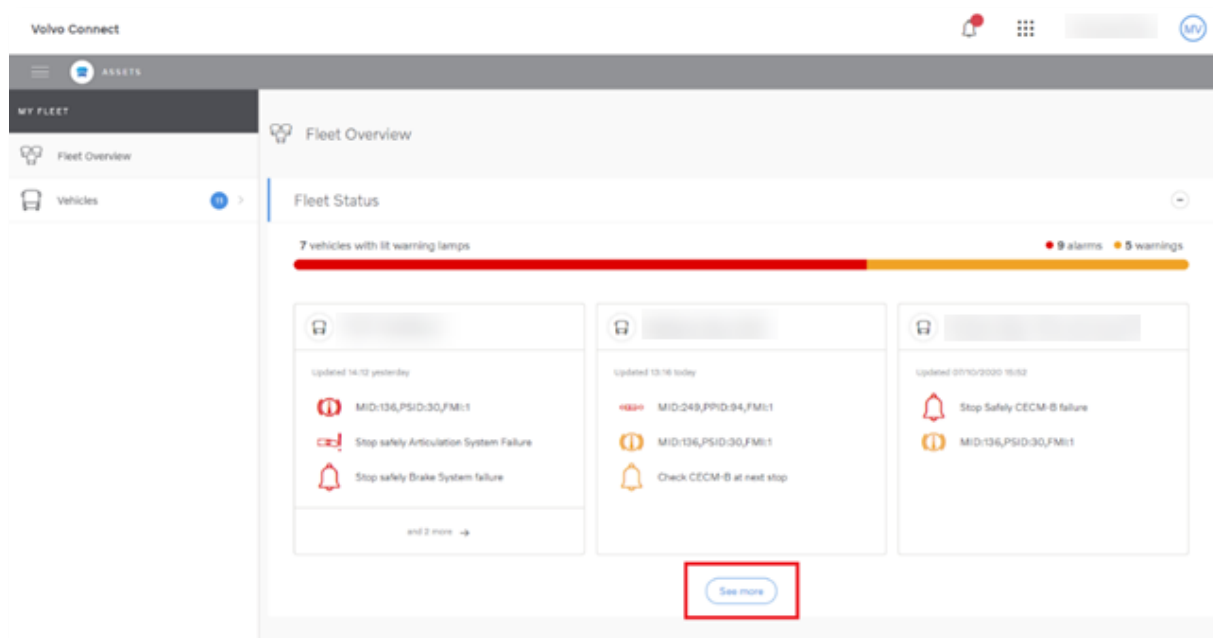 Volvo Connect
MV
ASSETS
MY FLEET
Fleet Overview
Fleet Overview
Vehicles
11
Fleet Status
7 vehicles with lit warning lamps
9 alarms 5 warnings
Updated 14:12 yesterday
MID:136,PSID:30,FMI:1
Stop safely Articulation System Failure
Stop safely Brake System failure
and 2 more →
Updated 13:16 today
MID:249,PPID:94,FMI:1
MID:136,PSID:30,FMI:1
Check CECM-B at next stop
Updated 07/10/2020 15:52
Stop Safely CECM-B failure
MID:136,PSID:30,FMI:1
See more